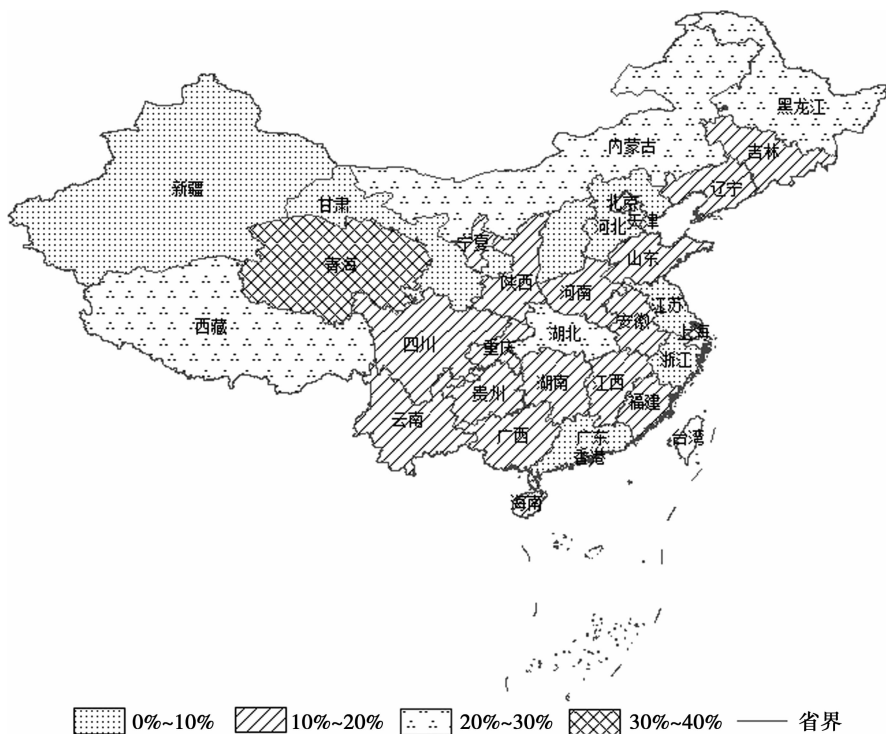 黑龙江
内蒙古
吉林
新疆
辽宁
甘肃
北京
天津
河北
宁夏
山东
青海
陕西
河南
江苏
西藏
安徽
上海
湖北
四川
重庆
浙江
湖南
江西
贵州
福建
云南
广西
广东
台湾
香港
海南
0%~10% 10%~20% 20%~30% 30%~40% 省界